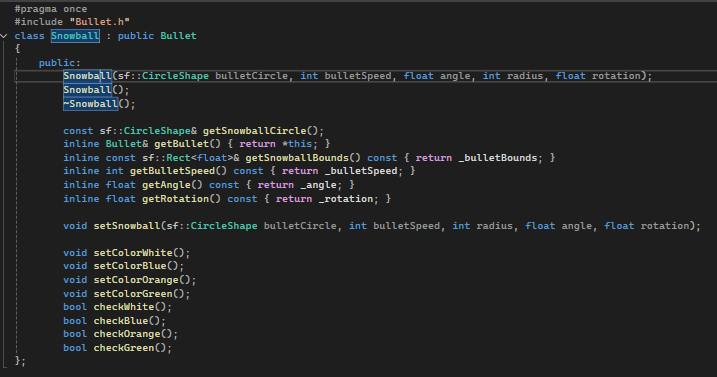 #pragma once
#include "Bullet.h"
class Snowball : public Bullet
{
public:
Snowball(sf::CircleShape bulletCircle, int bulletSpeed, float angle, int radius, float rotation);
Snowball();
~Snowball();
const sf::CircleShape& getSnowballCircle();
inline Bullet& getBullet() { return *this; }
inline const sf::Rect<float>& getSnowballBounds() const { return _bulletBounds; }
inline int getBulletSpeed() const { return _bulletSpeed; }
inline float getAngle() const { return _angle; }
inline float getRotation() const { return _rotation; }
void setSnowball(sf::CircleShape bulletCircle, int bulletSpeed, int radius, float angle, float rotation);
void setColorWhite();
void setColorBlue();
void setColorOrange();
void setColorGreen();
bool checkWhite();
bool checkBlue();
bool checkOrange();
bool checkGreen();
};